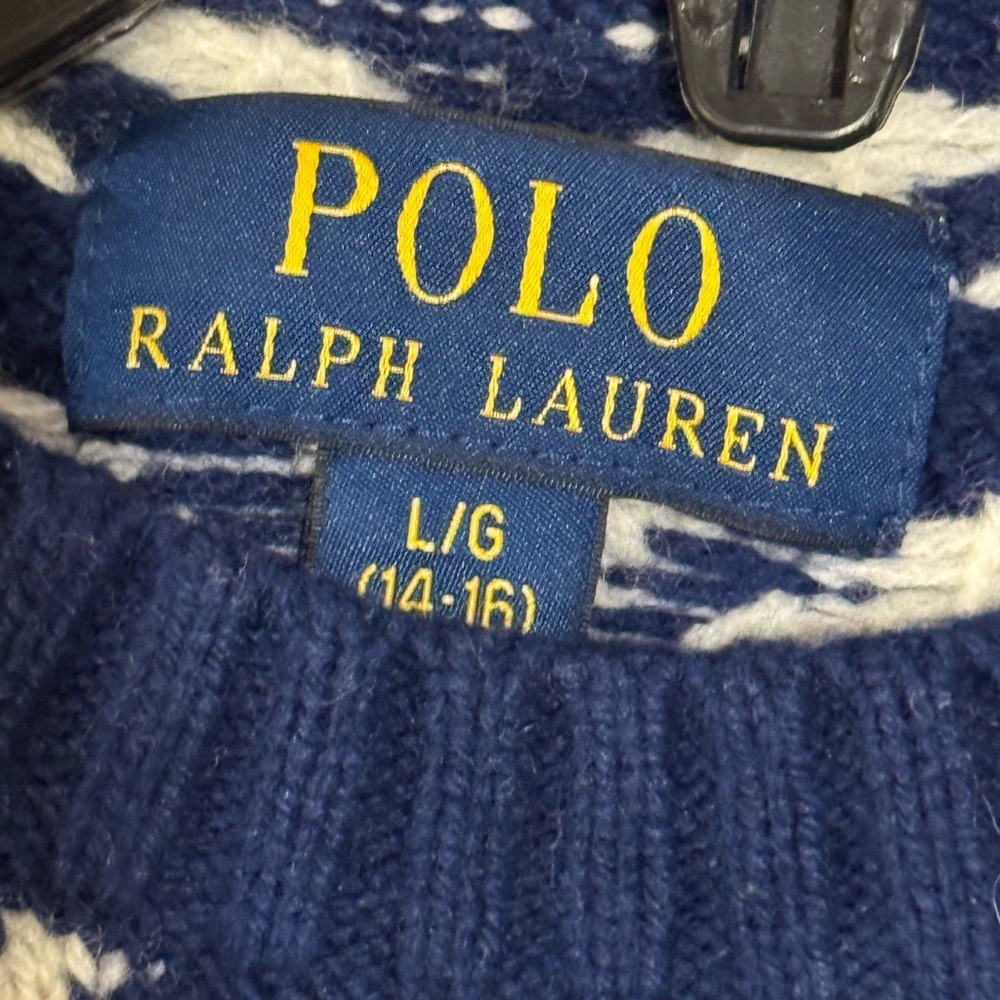 POLO
RALPH LAUREN
L/G
(14-16)